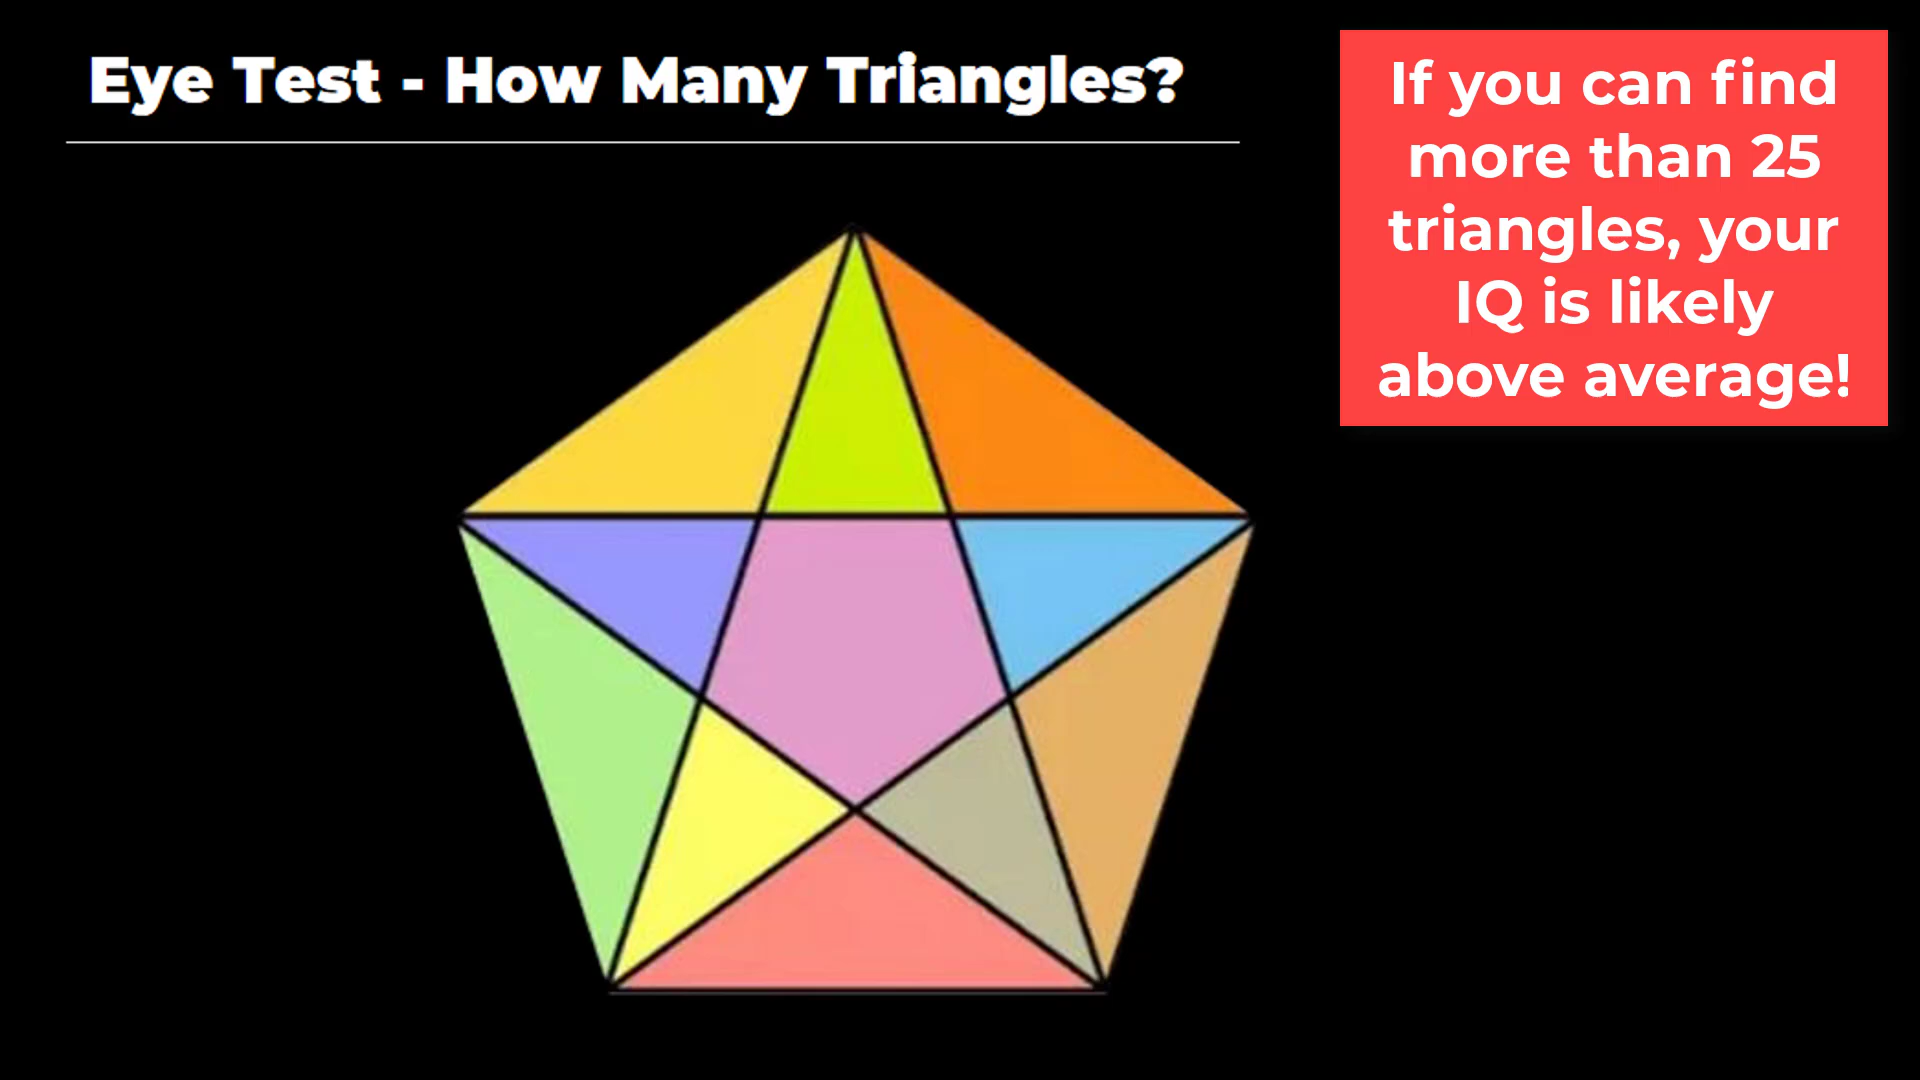 Eye Test - How Many Triangles?
If you can find
more than 25
triangles, your
IQ is likely
above average!